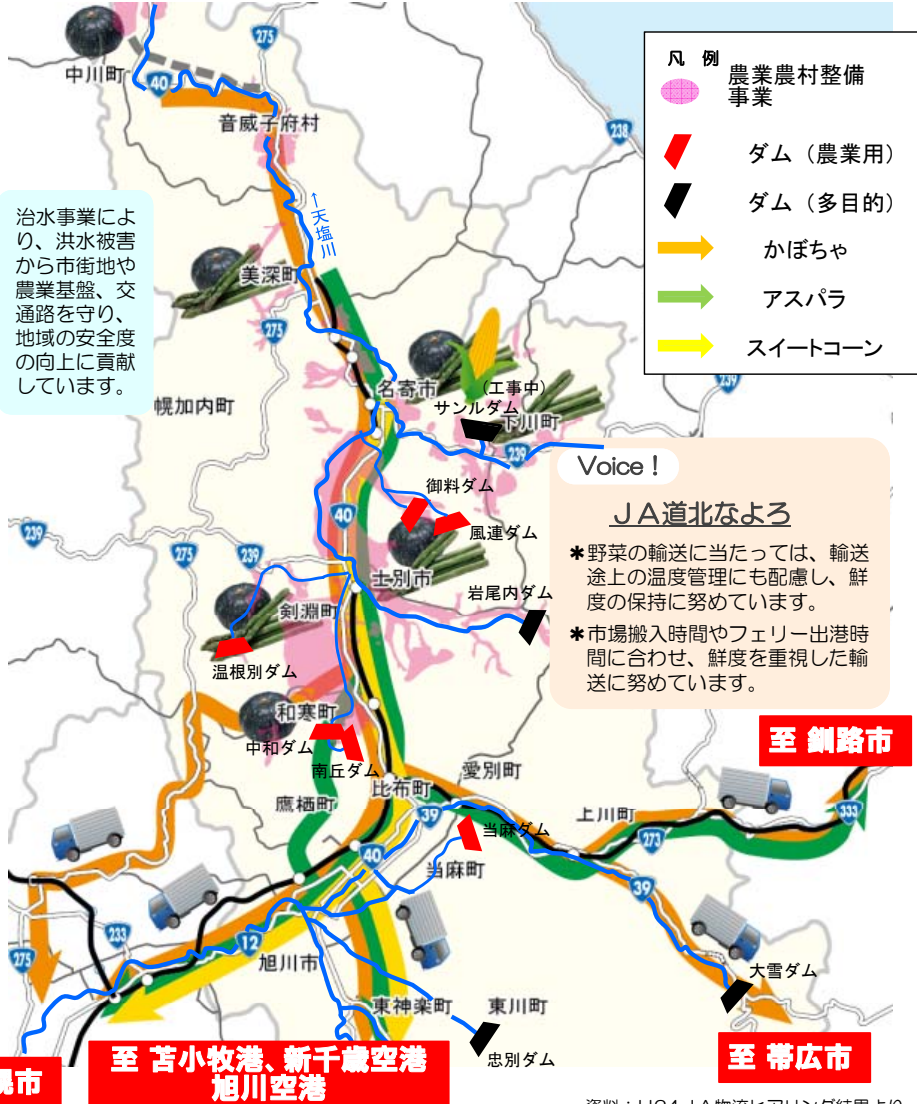 凡 例
農業農村整備
事業
ダム（農業用）
ダム（多目的）
かぼちゃ
アスパラ
スイートコーン
275
中川町
40
音威子府村
238
治水事業によ
り、洪水被害
から市街地や
農業基盤、交
通路を守り、
地域の安全度
の向上に貢献
しています。
←天塩川
美深町
275
239
幌加内町
名寄市
（工事中）
サンルダム
下川町
239
Voice！
ＪＡ道北なよろ
＊野菜の輸送に当たっては、輸送
途上の温度管理にも配慮し、鮮
度の保持に努めています。
＊市場搬入時間やフェリー出港時
間に合わせ、鮮度を重視した輸
送に努めています。
御料ダム
風連ダム
40
239
275
239
士別市
岩尾内ダム
剣淵町
温根別ダム
和寒町
中和ダム
南丘ダム
至 釧路市
鷹栖町
比布町
愛別町
39
上川町
333
当麻ダム
273
40
当麻町
39
233
275
12
旭川市
大雪ダム
東神楽町
東川町
忠別ダム
幌市
至 苫小牧港、新千歳空港
旭川空港
至 帯広市